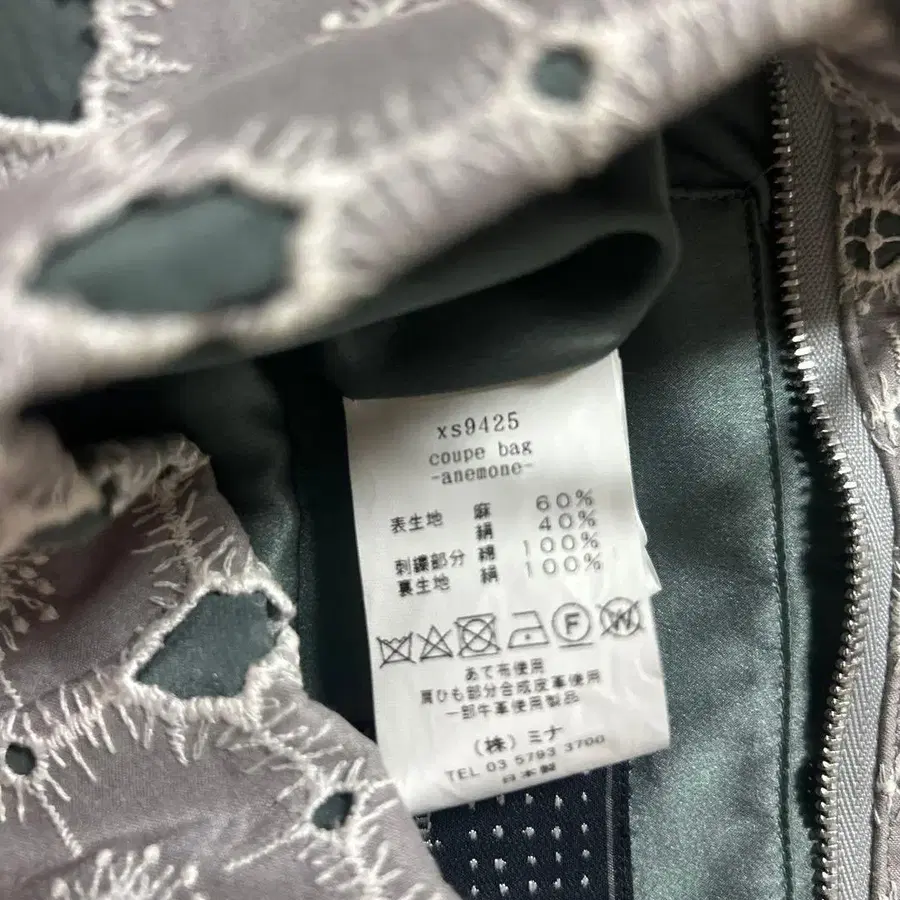 xs9425
coupe bag
-anemone-
表生地 麻 60%
絹 40%
刺繍部分 綿 100%
裏生地 絹 100%
F
W
あて布使用
肩ひも部分合成皮革使用
一部牛革使用製品
(株)ミナ
TEL 03 5793 3700
日本製